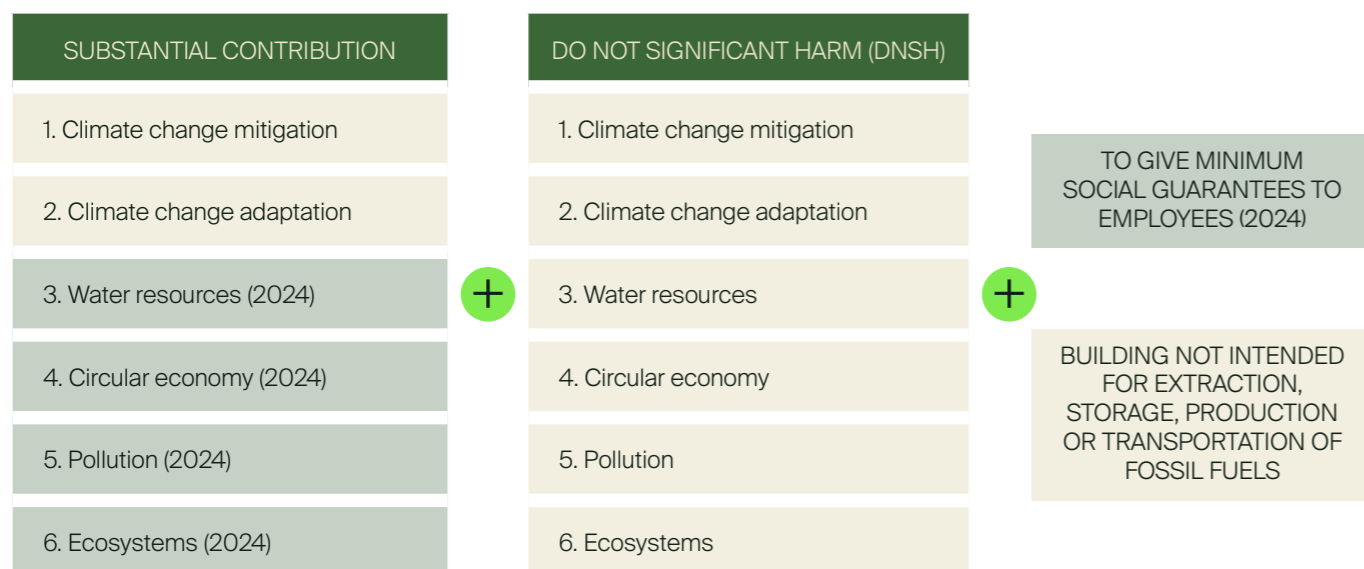 SUBSTANTIAL CONTRIBUTION
1. Climate change mitigation
2. Climate change adaptation
3. Water resources (2024)
4. Circular economy (2024)
5. Pollution (2024)
6. Ecosystems (2024)
+
DO NOT SIGNIFICANT HARM (DNSH)
1. Climate change mitigation
2. Climate change adaptation
3. Water resources
4. Circular economy
5. Pollution
6. Ecosystems
+
TO GIVE MINIMUM
SOCIAL GUARANTEES TO
EMPLOYEES (2024)
BUILDING NOT INTENDED
FOR EXTRACTION,
STORAGE, PRODUCTION
OR TRANSPORTATION OF
FOSSIL FUELS